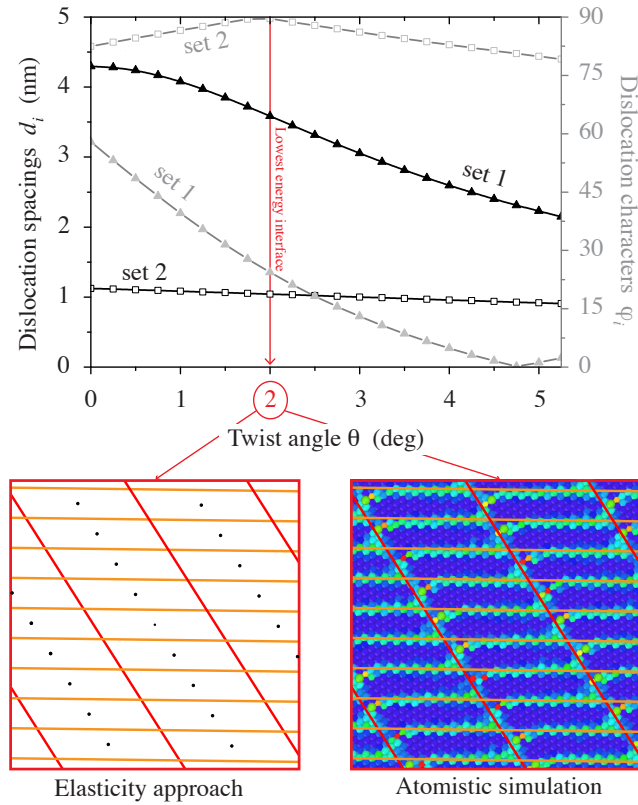 5
4
3
2
1
0
Dislocation spacings d_i (nm)
90
75
60
45
30
15
0
Dislocation characters φ_i
set 2
set 1
set 1
set 2
Lowest energy interface
0 1 2 3 4 5
Twist angle θ (deg)
Elasticity approach
Atomistic simulation